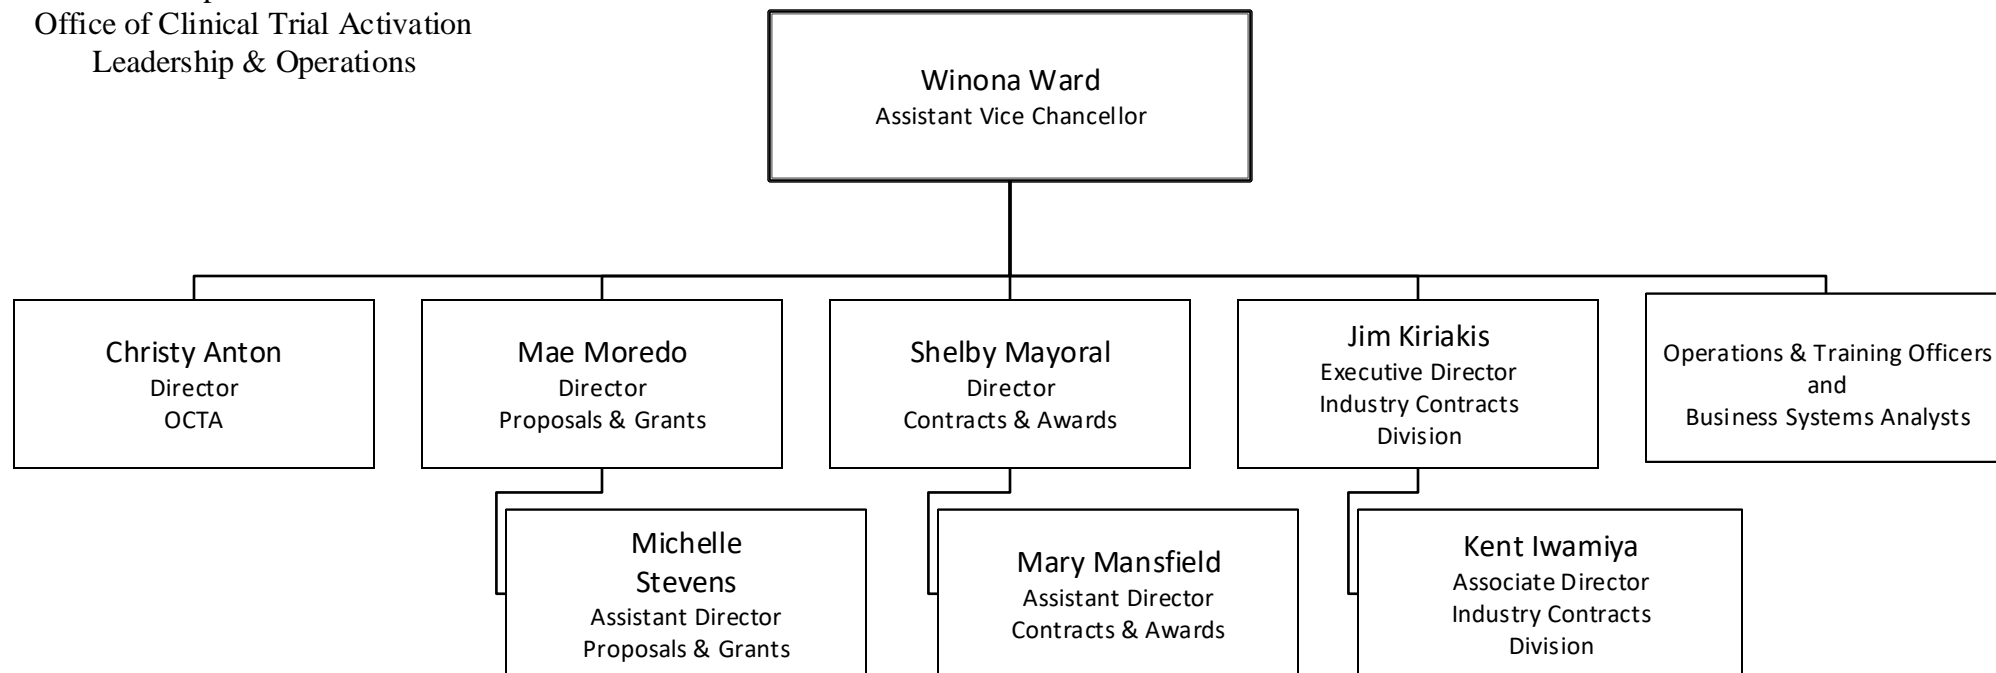 Office of Clinical Trial Activation
Leadership & Operations
Winona Ward
Assistant Vice Chancellor
Christy Anton
Director
OCTA
Mae Moredo
Director
Proposals & Grants
Shelby Mayoral
Director
Contracts & Awards
Jim Kiriakis
Executive Director
Industry Contracts
Division
Operations & Training Officers
and
Business Systems Analysts
Michelle
Stevens
Assistant Director
Proposals & Grants
Mary Mansfield
Assistant Director
Contracts & Awards
Kent Iwamiya
Associate Director
Industry Contracts
Division